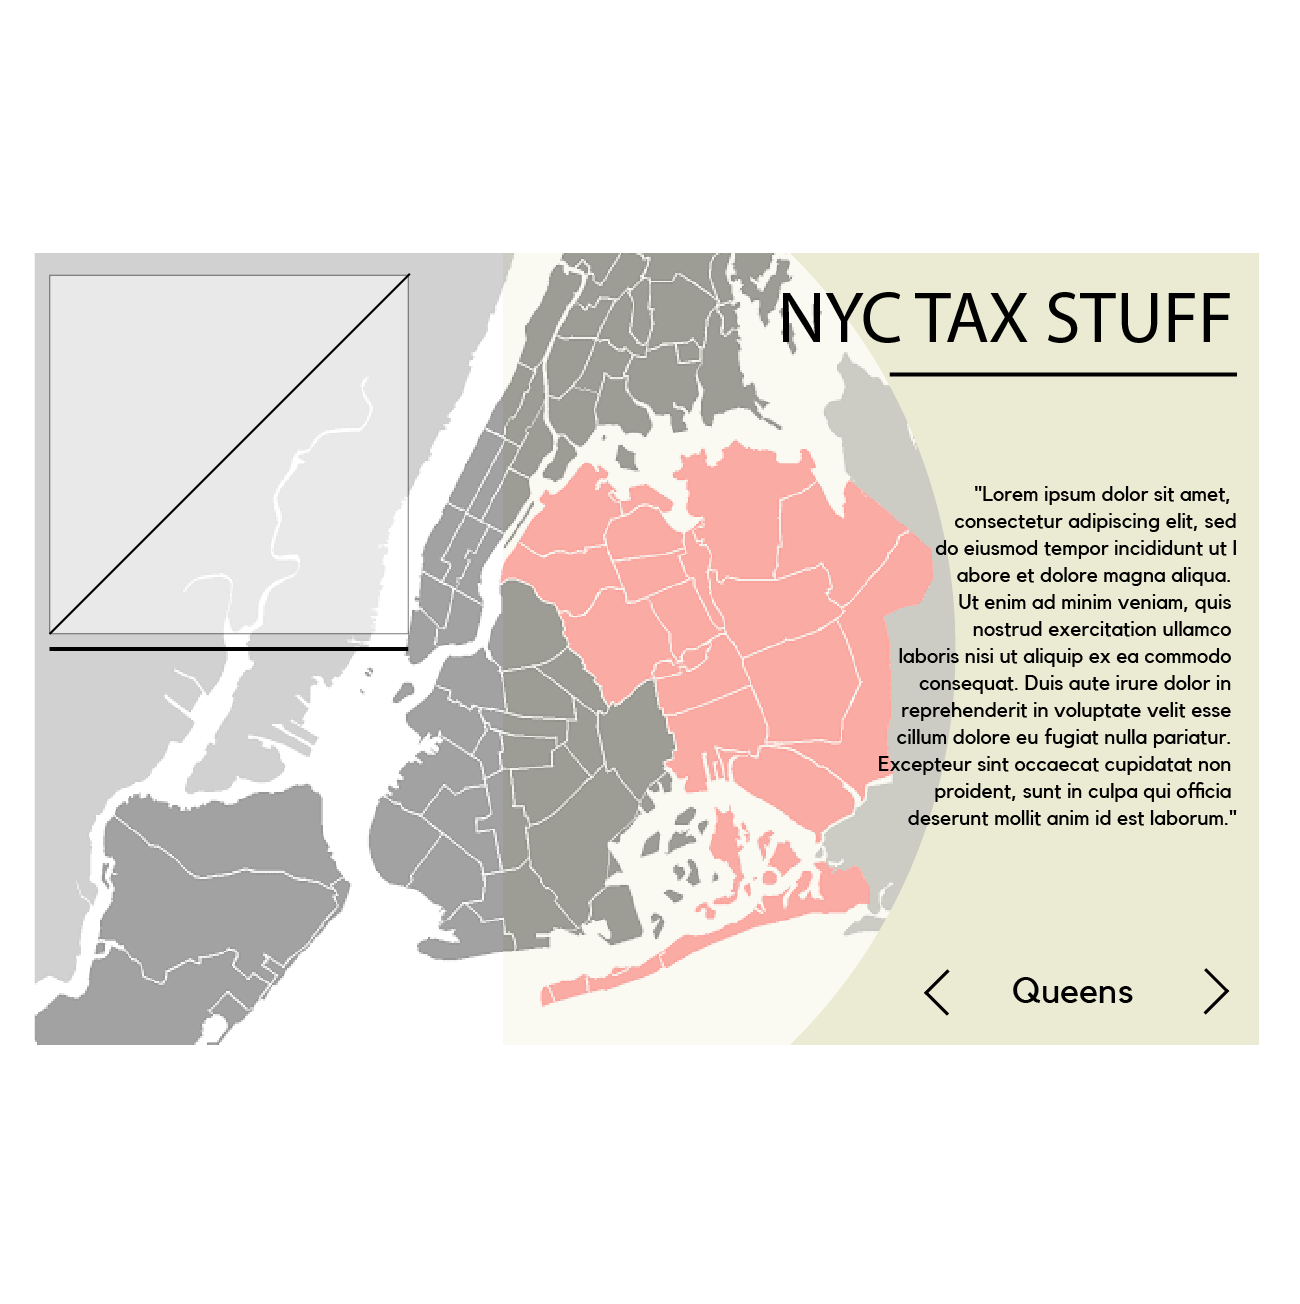 NYC TAX STUFF
"Lorem ipsum dolor sit amet,
consectetur adipiscing elit, sed
do eiusmod tempor incididunt ut l
abore et dolore magna aliqua.
Ut enim ad minim veniam, quis
nostrud exercitation ullamco
laboris nisi ut aliquip ex ea commodo
consequat. Duis aute irure dolor in
reprehenderit in voluptate velit esse
cillum dolore eu fugiat nulla pariatur.
Excepteur sint occaecat cupidatat non
proident, sunt in culpa qui officia
deserunt mollit anim id est laborum."
Queens